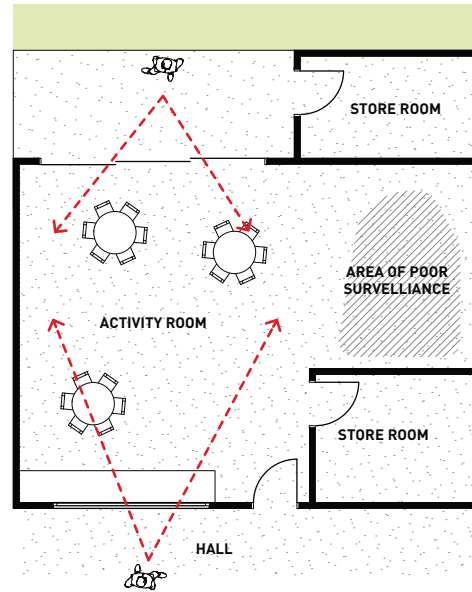 STORE ROOM
AREA OF POOR
SURVELLIANCE
ACTIVITY ROOM
STORE ROOM
HALL